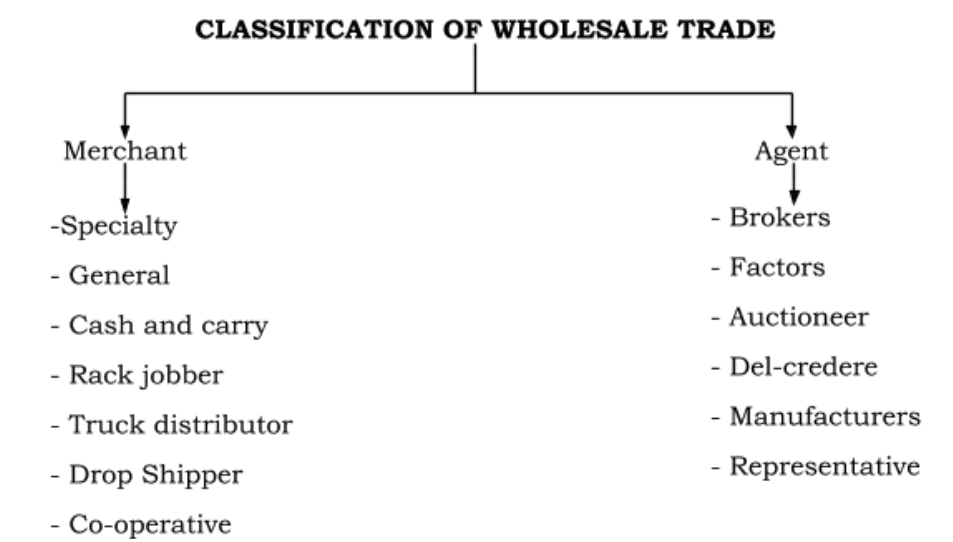 CLASSIFICATION OF WHOLESALE TRADE
Merchant
-Specialty
- General
- Cash and carry
- Rack jobber
- Truck distributor
- Drop Shipper
- Co-operative
Agent
- Brokers
- Factors
- Auctioneer
- Del-credere
- Manufacturers
- Representative